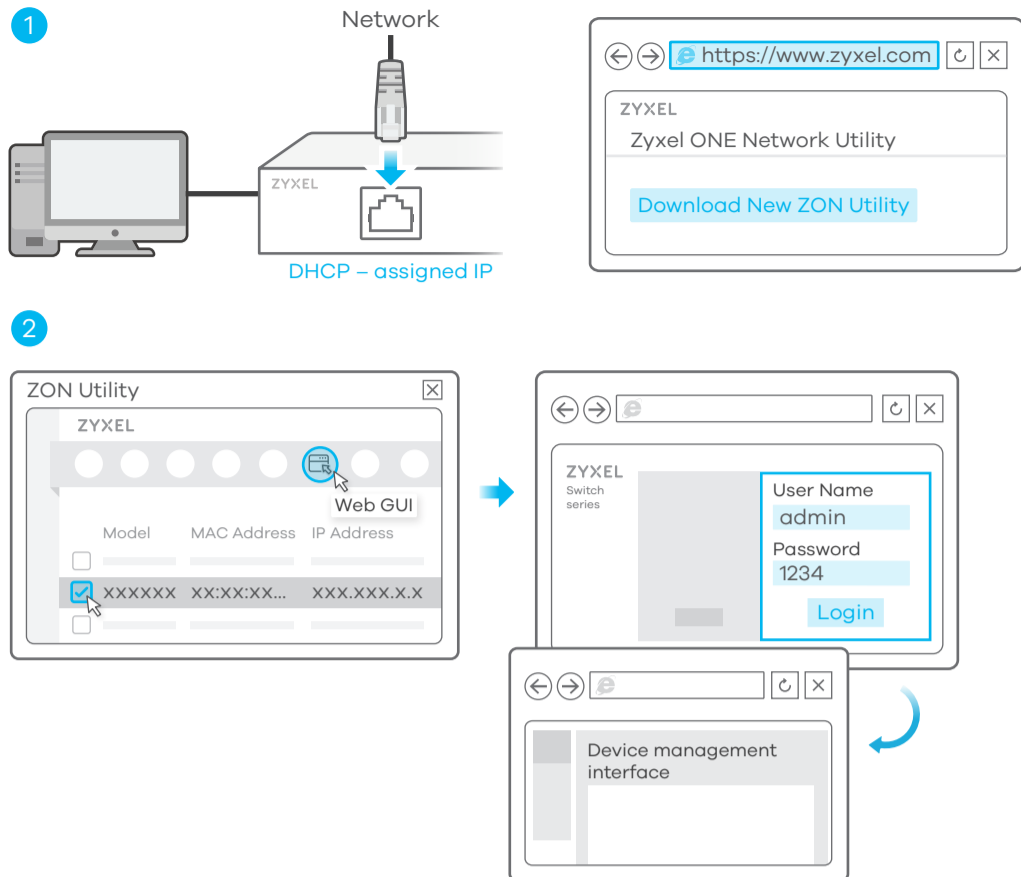 1
Network
ZYXEL
DHCP – assigned IP
https://www.zyxel.com
ZYXEL
Zyxel ONE Network Utility
Download New ZON Utility
2
ZON Utility
ZYXEL
Web GUI
Model MAC Address IP Address
xxxxxx xx:xx:xx... xxx.xxx.x.x
ZYXEL
Switch
series
User Name
admin
Password
1234
Login
Device management
interface